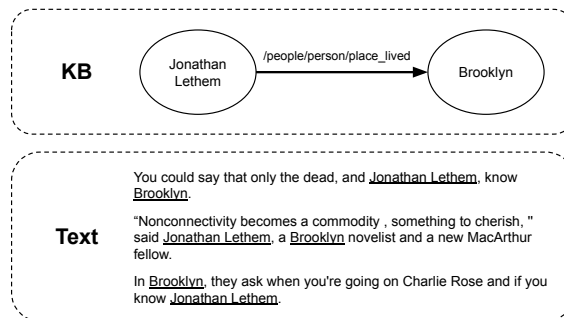 KB
Jonathan
Lethem
/people/person/place_lived
Brooklyn
Text
You could say that only the dead, and Jonathan Lethem, know
Brooklyn.
“Nonconnectivity becomes a commodity , something to cherish, "
said Jonathan Lethem, a Brooklyn novelist and a new MacArthur
fellow.
In Brooklyn, they ask when you're going on Charlie Rose and if you
know Jonathan Lethem.